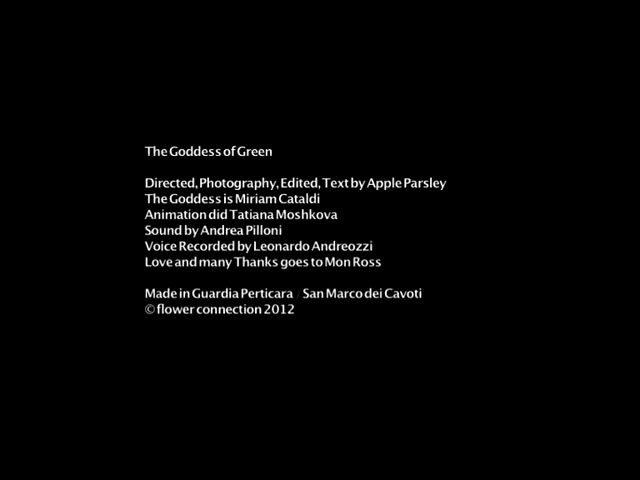 The Goddess of Green
Directed, Photography, Edited, Text by Apple Parsley
The Goddess is Miriam Cataldi
Animation did Tatiana Moshkova
Sound by Andrea Pilloni
Voice Recorded by Leonardo Andreozzi
Love and many Thanks goes to Mon Ross
Made in Guardia Perticara / San Marco dei Cavoti
© flower connection 2012